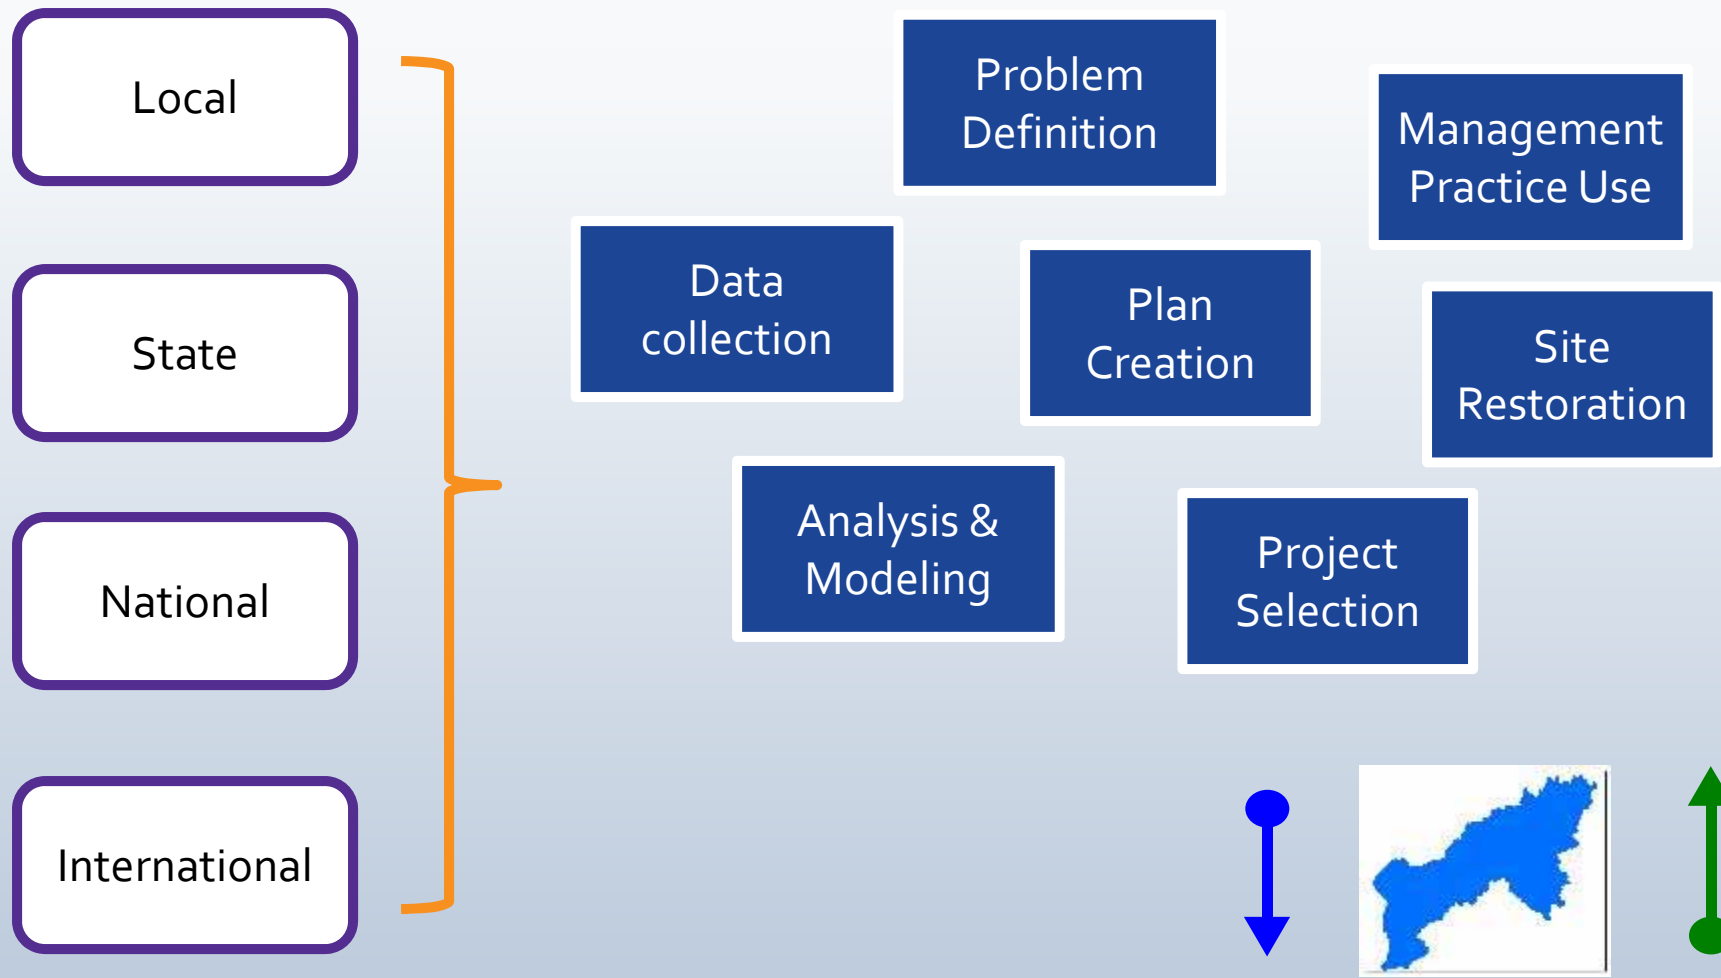 Local
State
National
International
Problem
Definition
Management
Practice Use
Data
collection
Plan
Creation
Site
Restoration
Analysis &
Modeling
Project
Selection